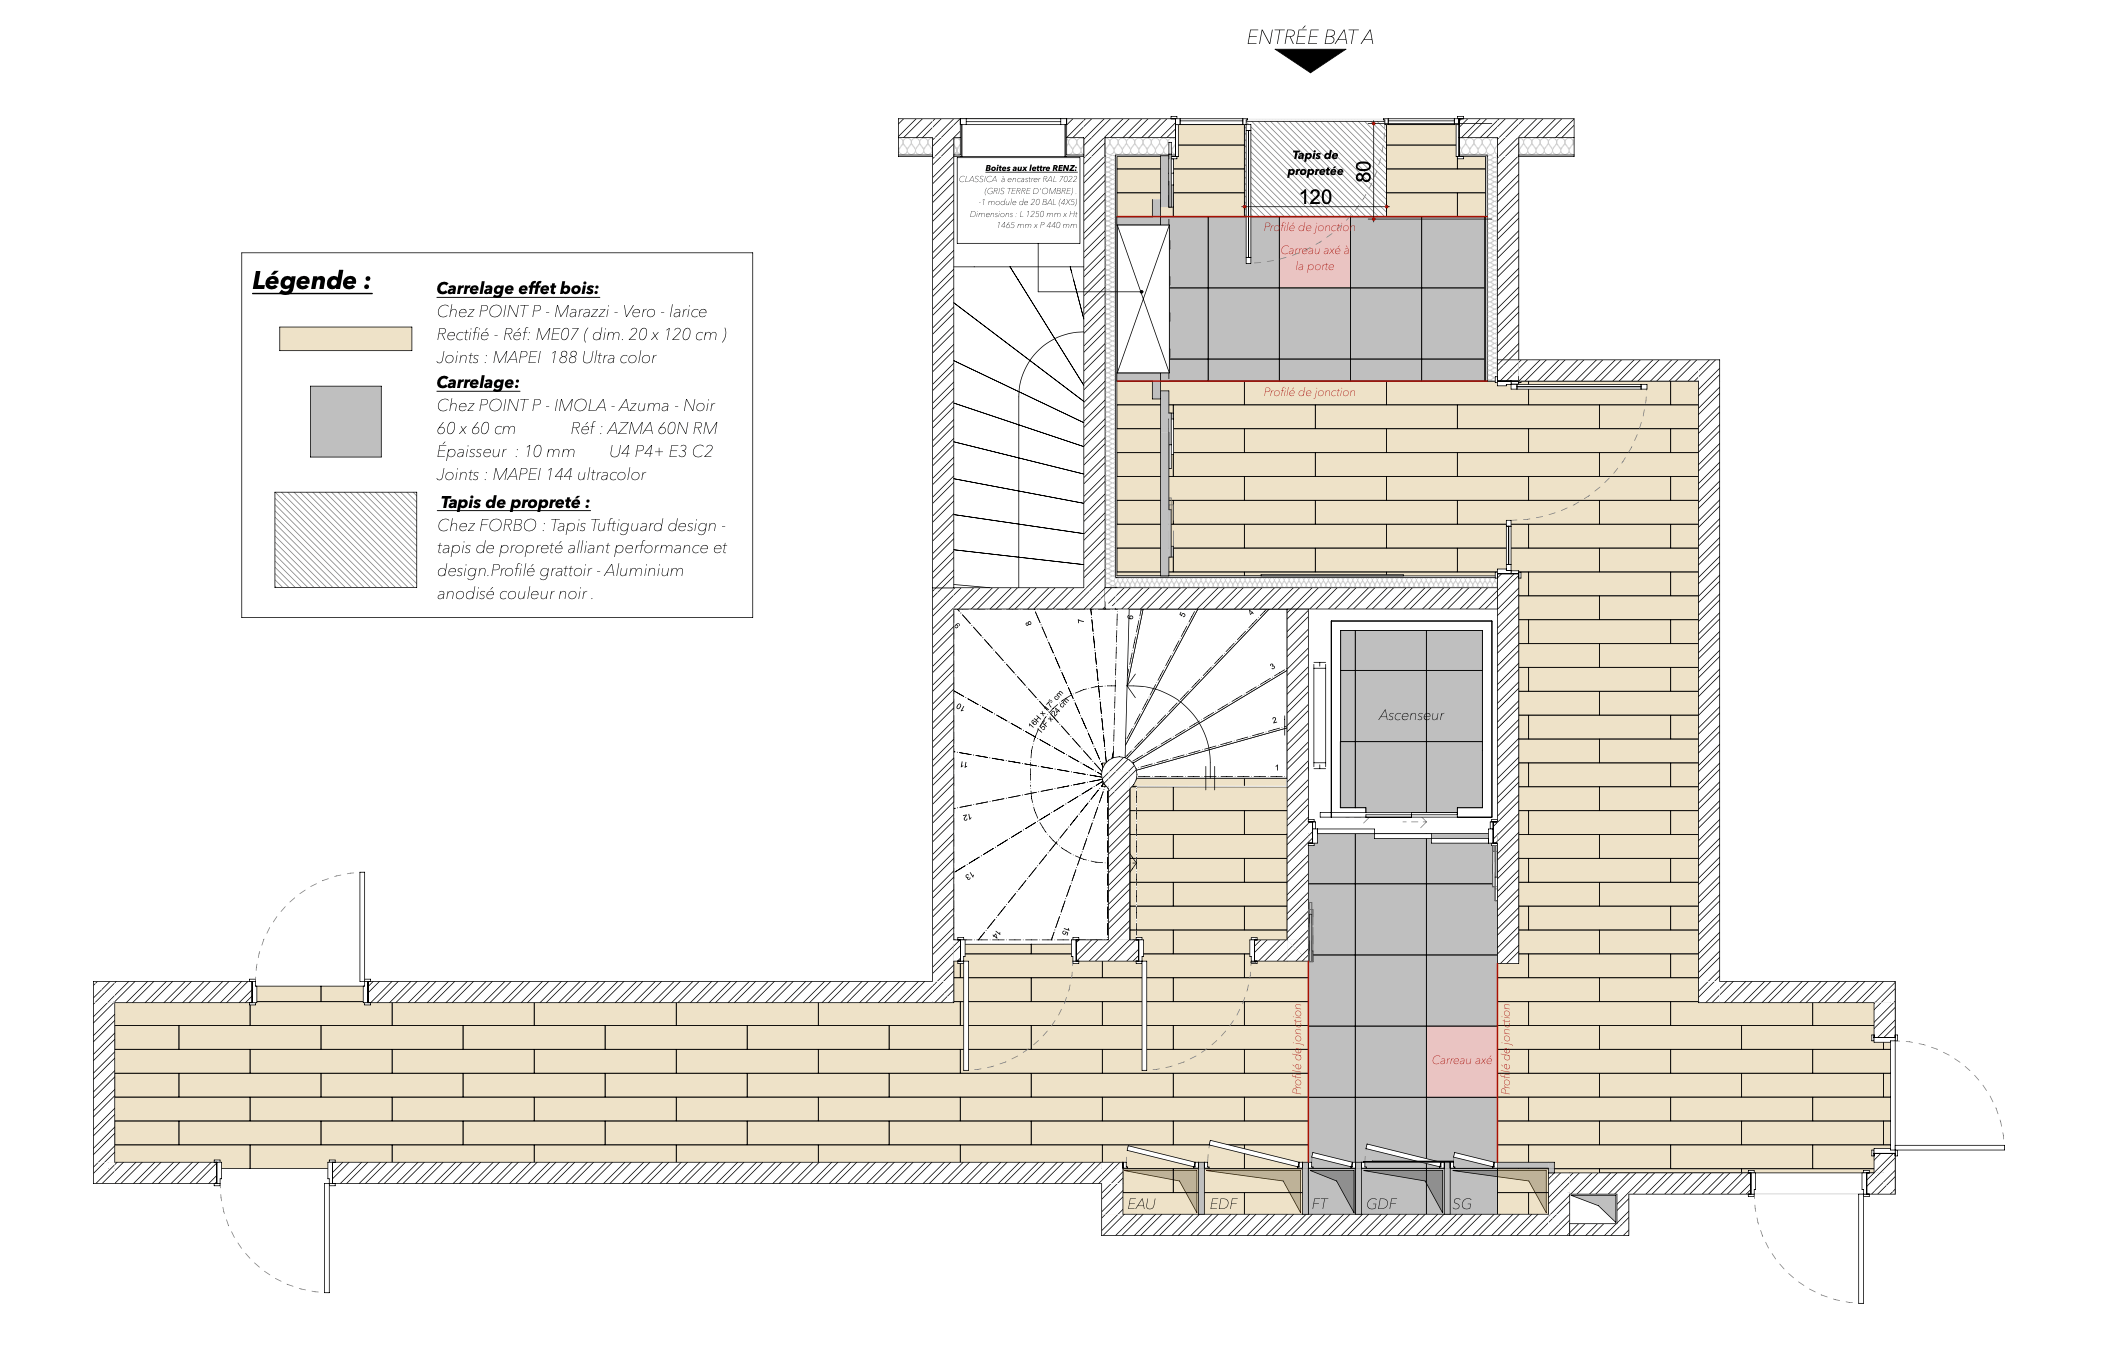 ENTRÉE BAT A
Boites aux lettre RENZ:
CLASSICA à encastrer RAL 7022
(GRIS TERRE D'OMBRE) .
-1 module de 20 BAL (4X5)
Dimensions : L 1250 mm x Ht
1465 mm x P 440 mm
Tapis de
propretée
120
80
Profilé de jonction
Carreau axé à
la porte
Profilé de jonction
Légende :
Carrelage effet bois:
Chez POINT P - Marazzi - Vero - larice
Rectifié - Réf: ME07 ( dim. 20 x 120 cm )
Joints : MAPEI 188 Ultra color
Carrelage:
Chez POINT P - IMOLA - Azuma - Noir
60 x 60 cm Réf : AZMA 60N RM
Épaisseur : 10 mm U4 P4+ E3 C2
Joints : MAPEI 144 ultracolor
Tapis de propreté :
Chez FORBO : Tapis Tuftiguard design -
tapis de propreté alliant performance et
design.Profilé grattoir - Aluminium
anodisé couleur noir .
1
2
3
4
5
6
7
8
9
10
11
12
13
14
15
Ascenseur
Profilé de jonction
Carreau axé
Profilé de jonction
EAU
EDF
FT
GDF
SG